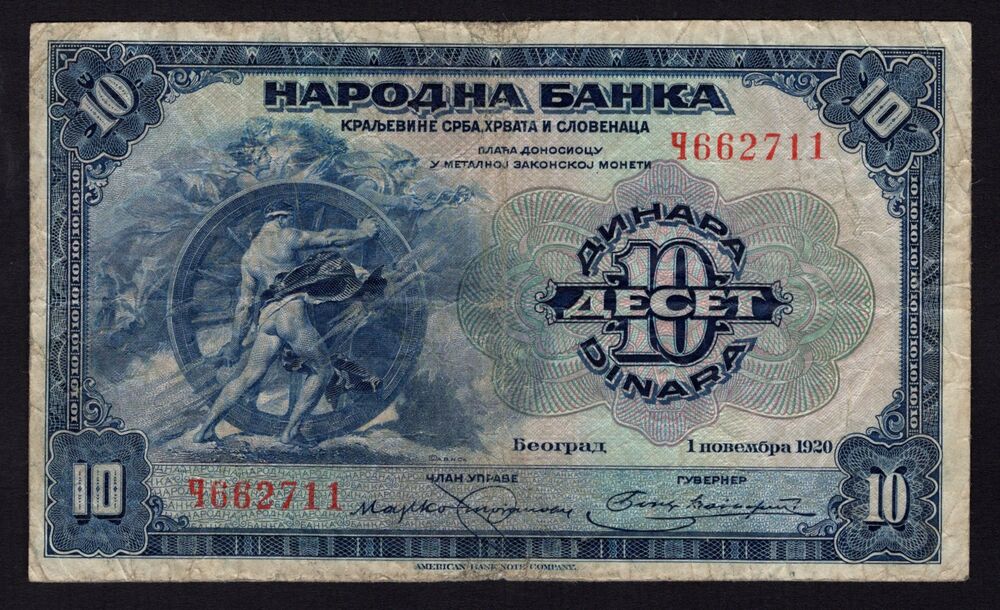 10
10
НАРОДНА БАНКА
КРАЉЕВИНЕ СРБА, ХРВАТА И СЛОВЕНАЦА
ПЛАЋА ДОНОСИОЦУ
У МЕТАЛНОЈ ЗАКОНСКОЈ МОНЕТИ
Ч662711
ДИНАРА
10
ДЕСЕТ
DINARA
Београд
1 новембра 1920
ЧЛАН УПРАВЕ
ГУВЕРНЕР
10
Ч662711
10
AMERICAN BANK NOTE COMPANY.